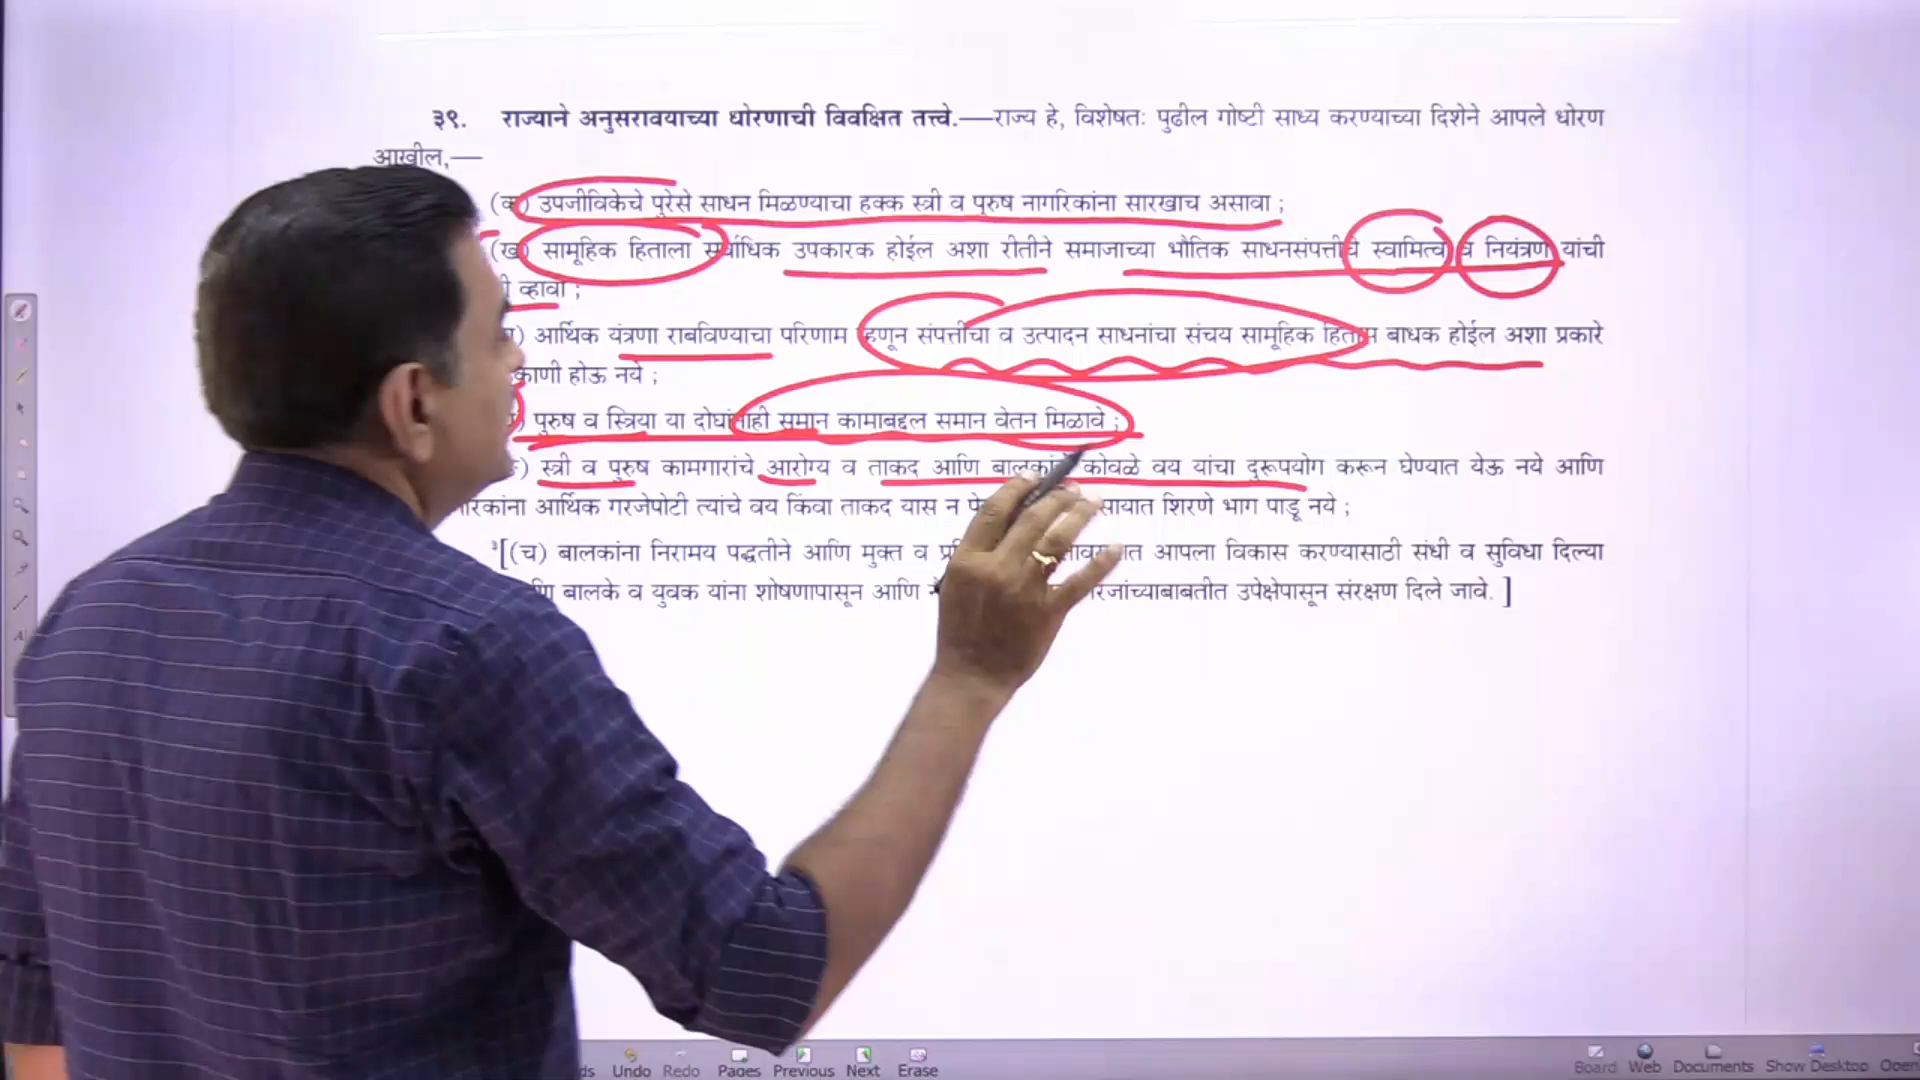 ३९. राज्याने अनुसरावयाच्या धोरणाची विवक्षित तत्त्वे.—राज्य हे, विशेषतः पुढील गोष्टी साध्य करण्याच्या दिशेने आपले धोरण
आखील,—
(क) उपजीविकेचे पुरेसे साधन मिळण्याचा हक्क स्त्री व पुरुष नागरिकांना सारखाच असावा ;
(ख) सामूहिक हिताला सर्वाधिक उपकारक होईल अशा रीतीने समाजाच्या भौतिक साधनसंपत्तीचे स्वामित्व व नियंत्रण यांची
व्हावी ;
आर्थिक यंत्रणा राबविण्याचा परिणाम म्हणून संपत्तीचा व उत्पादन साधनांचा संचय सामूहिक हितास बाधक होईल अशा प्रकारे
होऊ नये ;
पुरुष व स्त्रिया या दोघांनाही समान कामाबद्दल समान वेतन मिळावे ;
स्त्री व पुरुष कामगारांचे आरोग्य व ताकद आणि बालकांचे कोवळे वय यांचा दुरूपयोग करून घेण्यात येऊ नये आणि
आर्थिक गरजेपोटी त्यांचे वय किंवा ताकद यास न शिरणे भाग पाडू नये ;
³[(च) बालकांना निरामय पद्धतीने आणि मुक्त व आपला विकास करण्यासाठी संधी व सुविधा दिल्या
बालके व युवक यांना शोषणापासून आणि उपेक्षेपासून संरक्षण दिले जावे. ]
Undo Redo Pages Previous Next Erase Board Web Documents Show Desktop